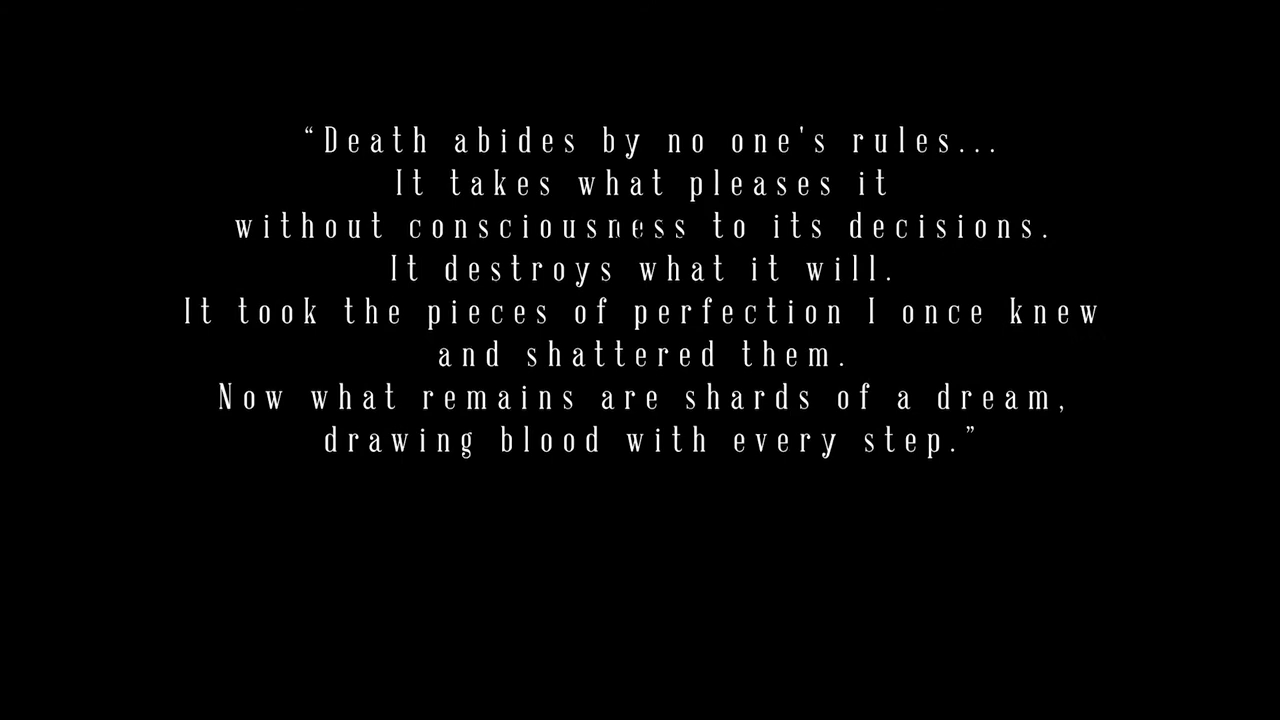 “Death abides by no one's rules...
It takes what pleases it
without consciousness to its decisions.
It destroys what it will.
It took the pieces of perfection I once knew
and shattered them.
Now what remains are shards of a dream,
drawing blood with every step.”